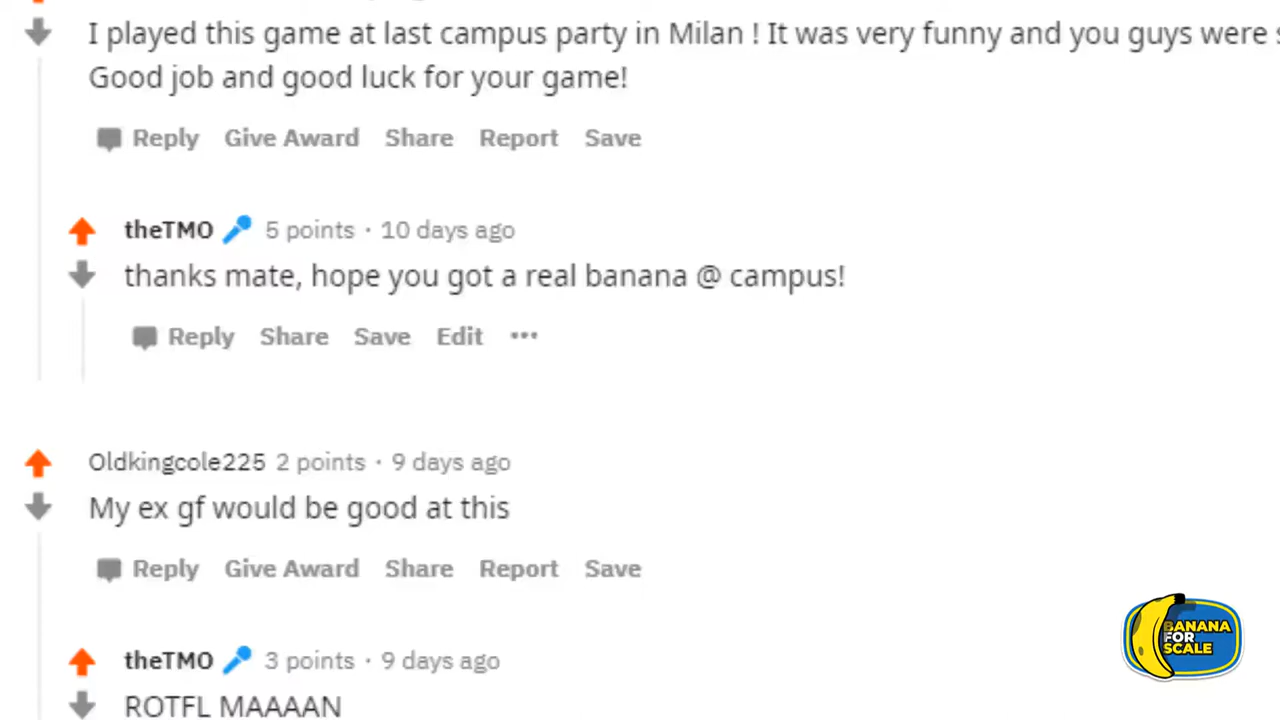 I played this game at last campus party in Milan ! It was very funny and you guys were
Good job and good luck for your game!
Reply Give Award Share Report Save
theTMO 5 points · 10 days ago
thanks mate, hope you got a real banana @ campus!
Reply Share Save Edit ···
Oldkingcole225 2 points · 9 days ago
My ex gf would be good at this
Reply Give Award Share Report Save
theTMO 3 points · 9 days ago
ROTFL MAAAAN
BANANA
FOR
SCALE